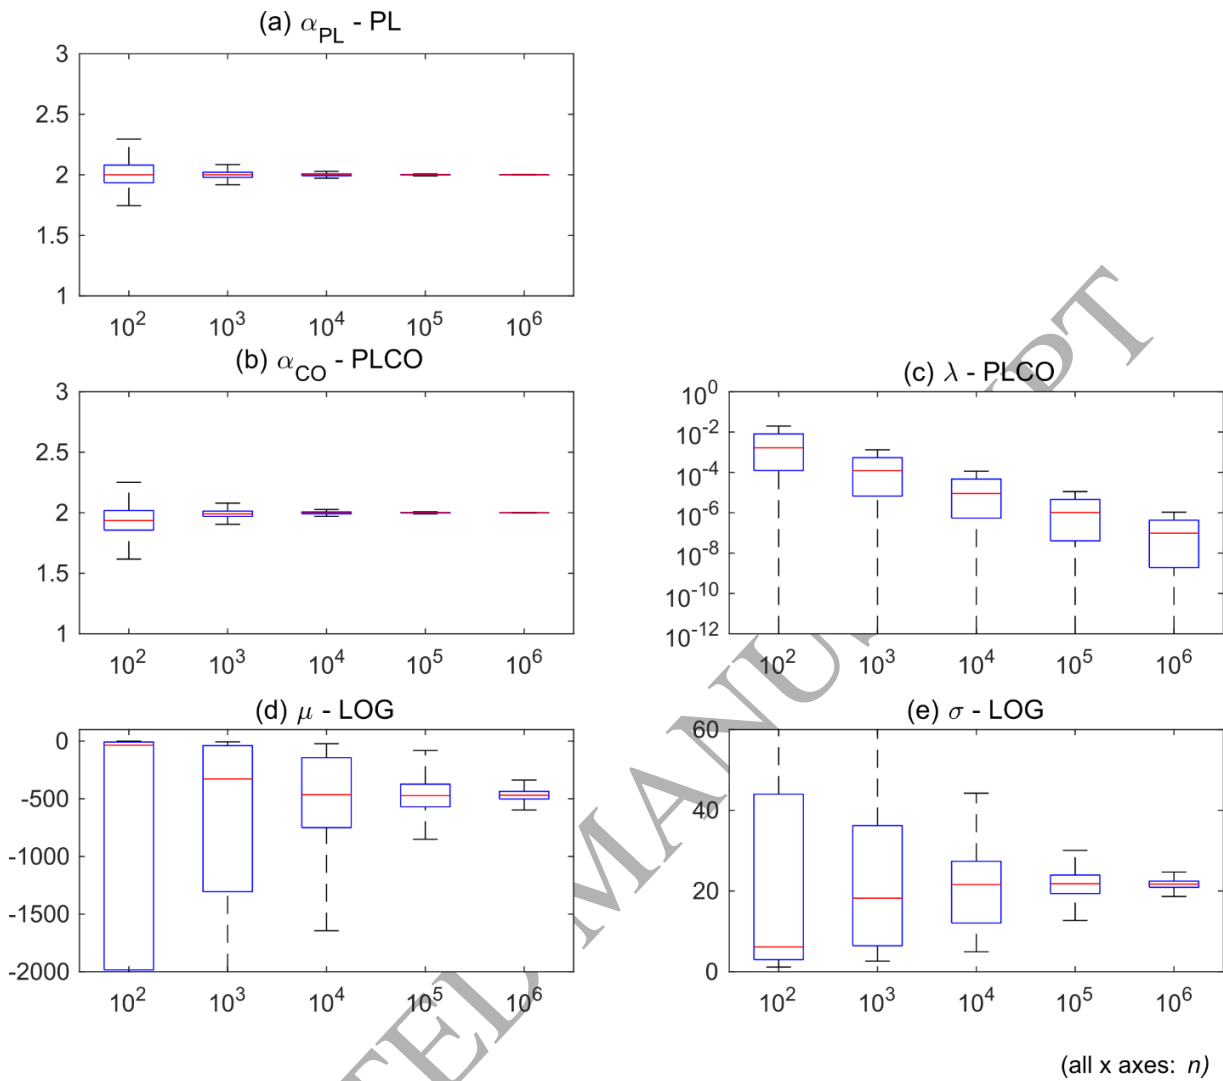 (a) α_PL - PL
3
2.5
2
1.5
1
10^2 10^3 10^4 10^5 10^6
(b) α_CO - PLCO
3
2.5
2
1.5
1
10^2 10^3 10^4 10^5 10^6
(c) λ - PLCO
10^0
10^-2
10^-4
10^-6
10^-8
10^-10
10^-12
10^2 10^3 10^4 10^5 10^6
(d) μ - LOG
0
-500
-1000
-1500
-2000
10^2 10^3 10^4 10^5 10^6
(e) σ - LOG
60
40
20
0
10^2 10^3 10^4 10^5 10^6
(all x axes: n)